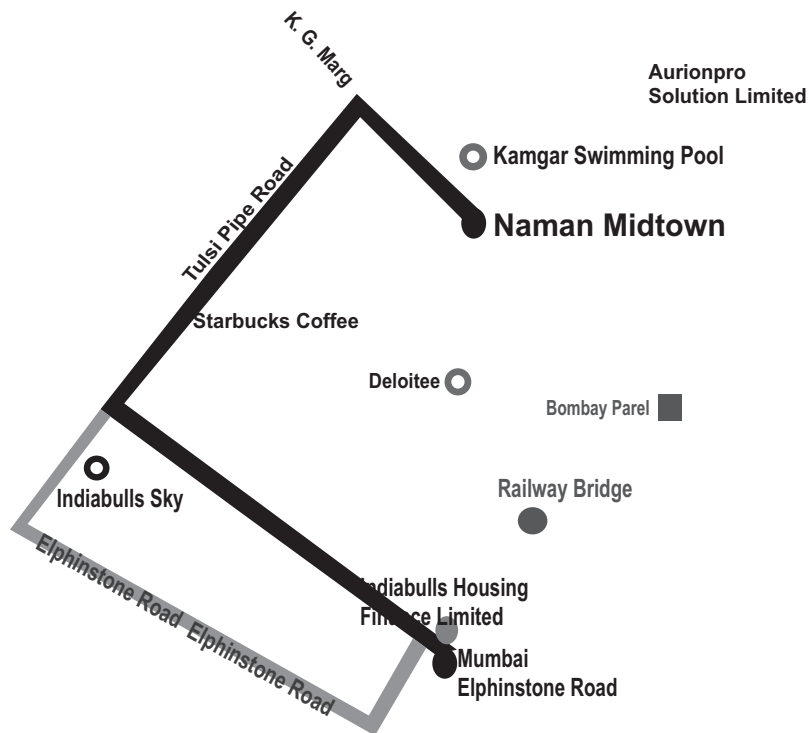 K. G. Marg
Aurionpro
Solution Limited
Kamgar Swimming Pool
Tulsi Pipe Road
Naman Midtown
Starbucks Coffee
Deloitee
Bombay Parel
Indiabulls Sky
Railway Bridge
Elphinstone Road Elphinstone Road
Indiabulls Housing
Finance Limited
Mumbai
Elphinstone Road